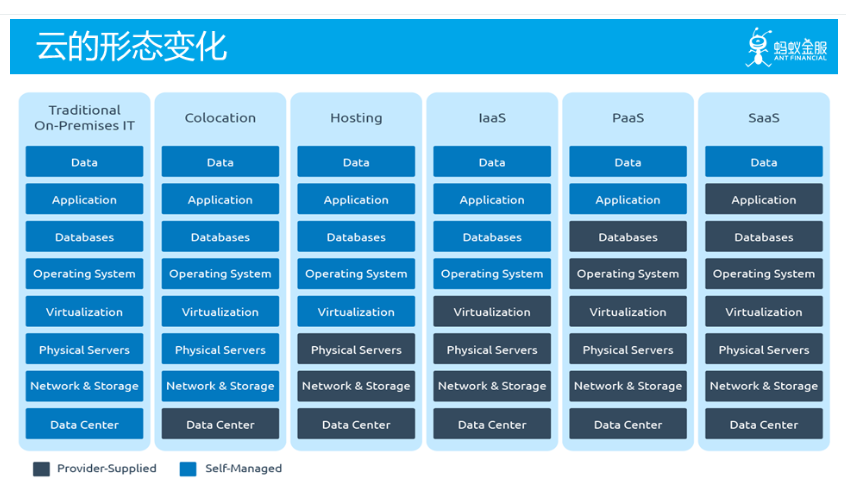 云的形态变化
蚂蚁金服
ANT FINANCIAL
Traditional
On-Premises IT
Data
Application
Databases
Operating System
Virtualization
Physical Servers
Network & Storage
Data Center
Colocation
Data
Application
Databases
Operating System
Virtualization
Physical Servers
Network & Storage
Data Center
Hosting
Data
Application
Databases
Operating System
Virtualization
Physical Servers
Network & Storage
Data Center
IaaS
Data
Application
Databases
Operating System
Virtualization
Physical Servers
Network & Storage
Data Center
PaaS
Data
Application
Databases
Operating System
Virtualization
Physical Servers
Network & Storage
Data Center
SaaS
Data
Application
Databases
Operating System
Virtualization
Physical Servers
Network & Storage
Data Center
Provider-Supplied
Self-Managed